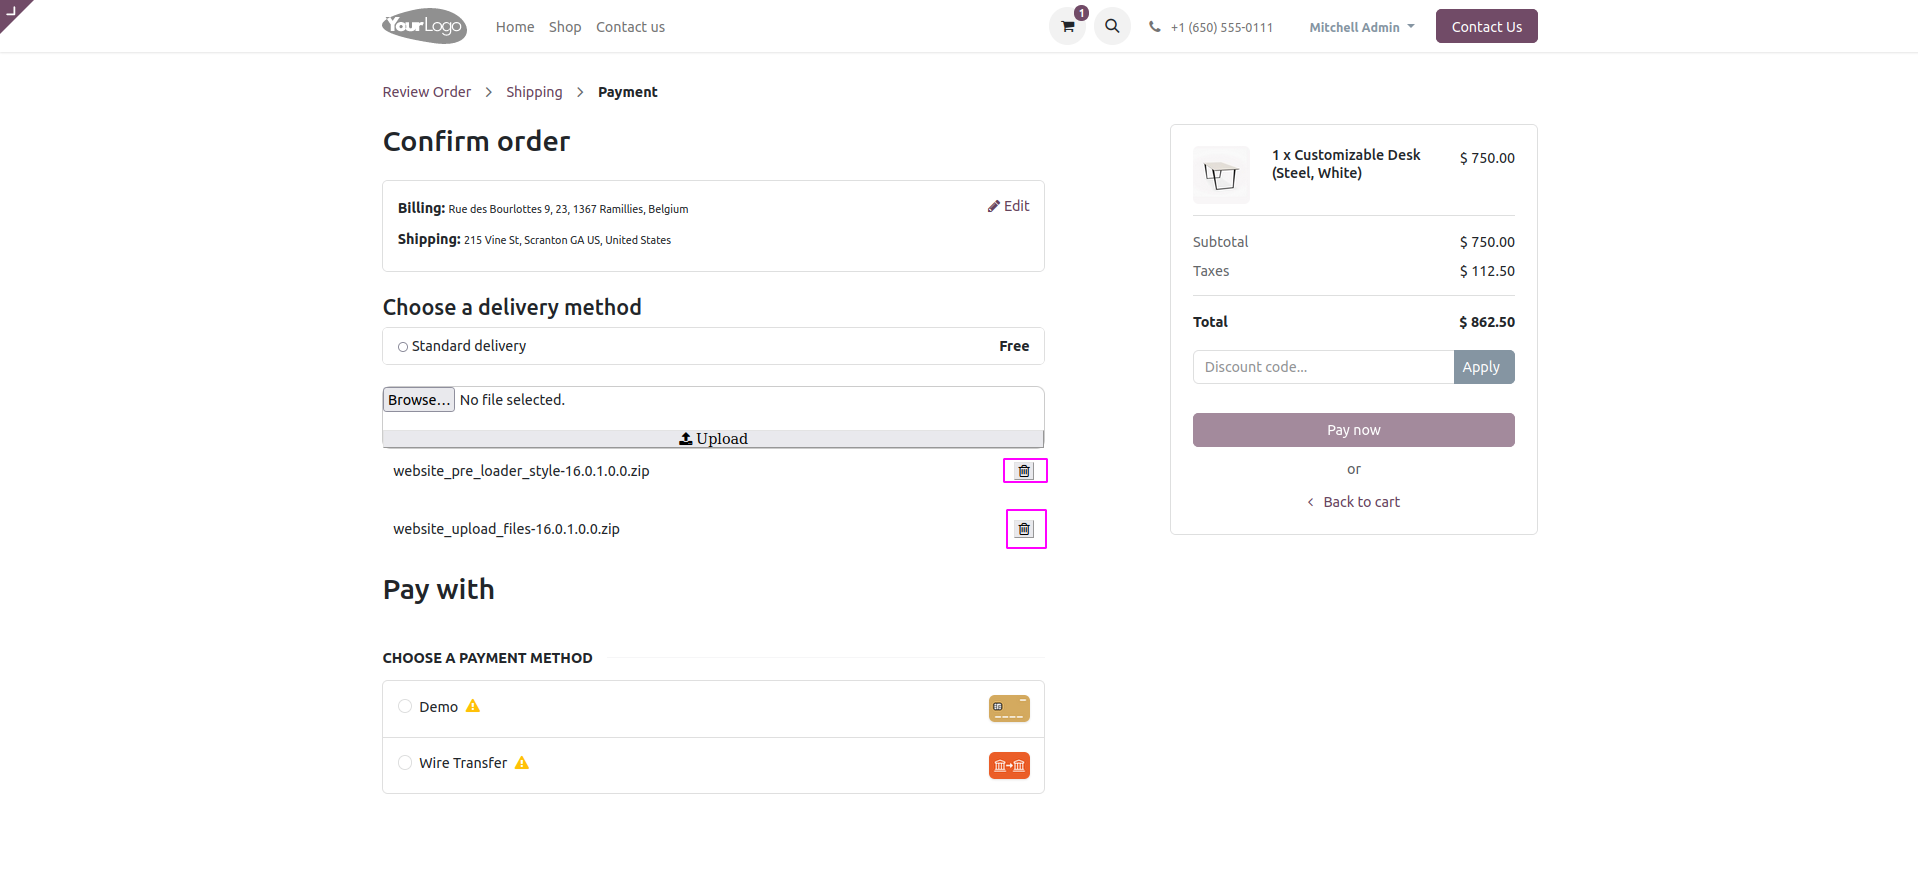 YourLogo
Home Shop Contact us
1
+1 (650) 555-0111
Mitchell Admin
Contact Us
Review Order > Shipping > Payment
Confirm order
Billing: Rue des Bourlottes 9, 23, 1367 Ramillies, Belgium
Edit
Shipping: 215 Vine St, Scranton GA US, United States
Choose a delivery method
Standard delivery Free
Browse... No file selected.
Upload
website_pre_loader_style-16.0.1.0.0.zip
website_upload_files-16.0.1.0.0.zip
Pay with
CHOOSE A PAYMENT METHOD
Demo
Wire Transfer
1 x Customizable Desk $ 750.00
(Steel, White)
Subtotal $ 750.00
Taxes $ 112.50
Total $ 862.50
Discount code... Apply
Pay now
or
Back to cart